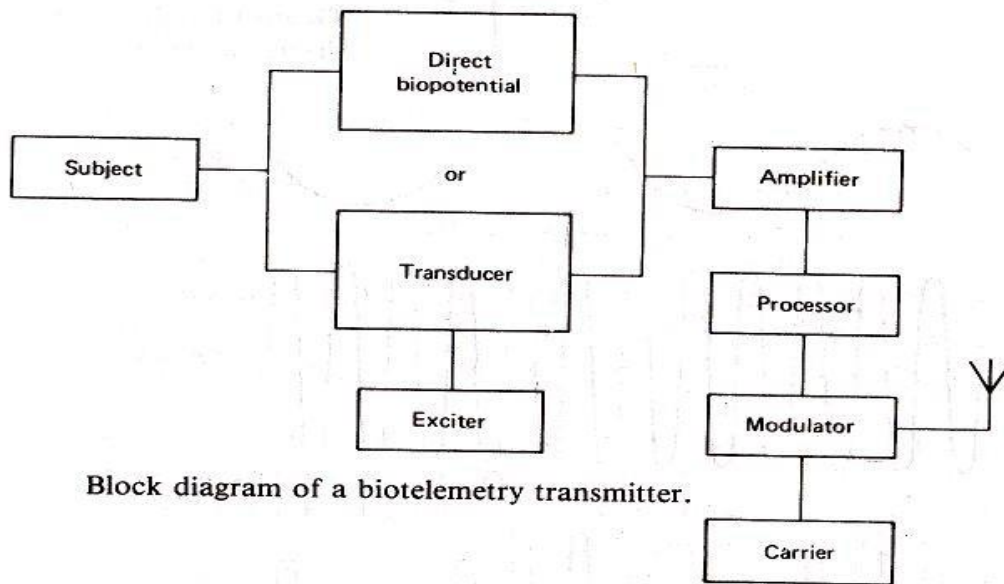 Direct
biopotential
Subject
or
Amplifier
Transducer
Processor
Exciter
Modulator
Block diagram of a biotelemetry transmitter.
Carrier